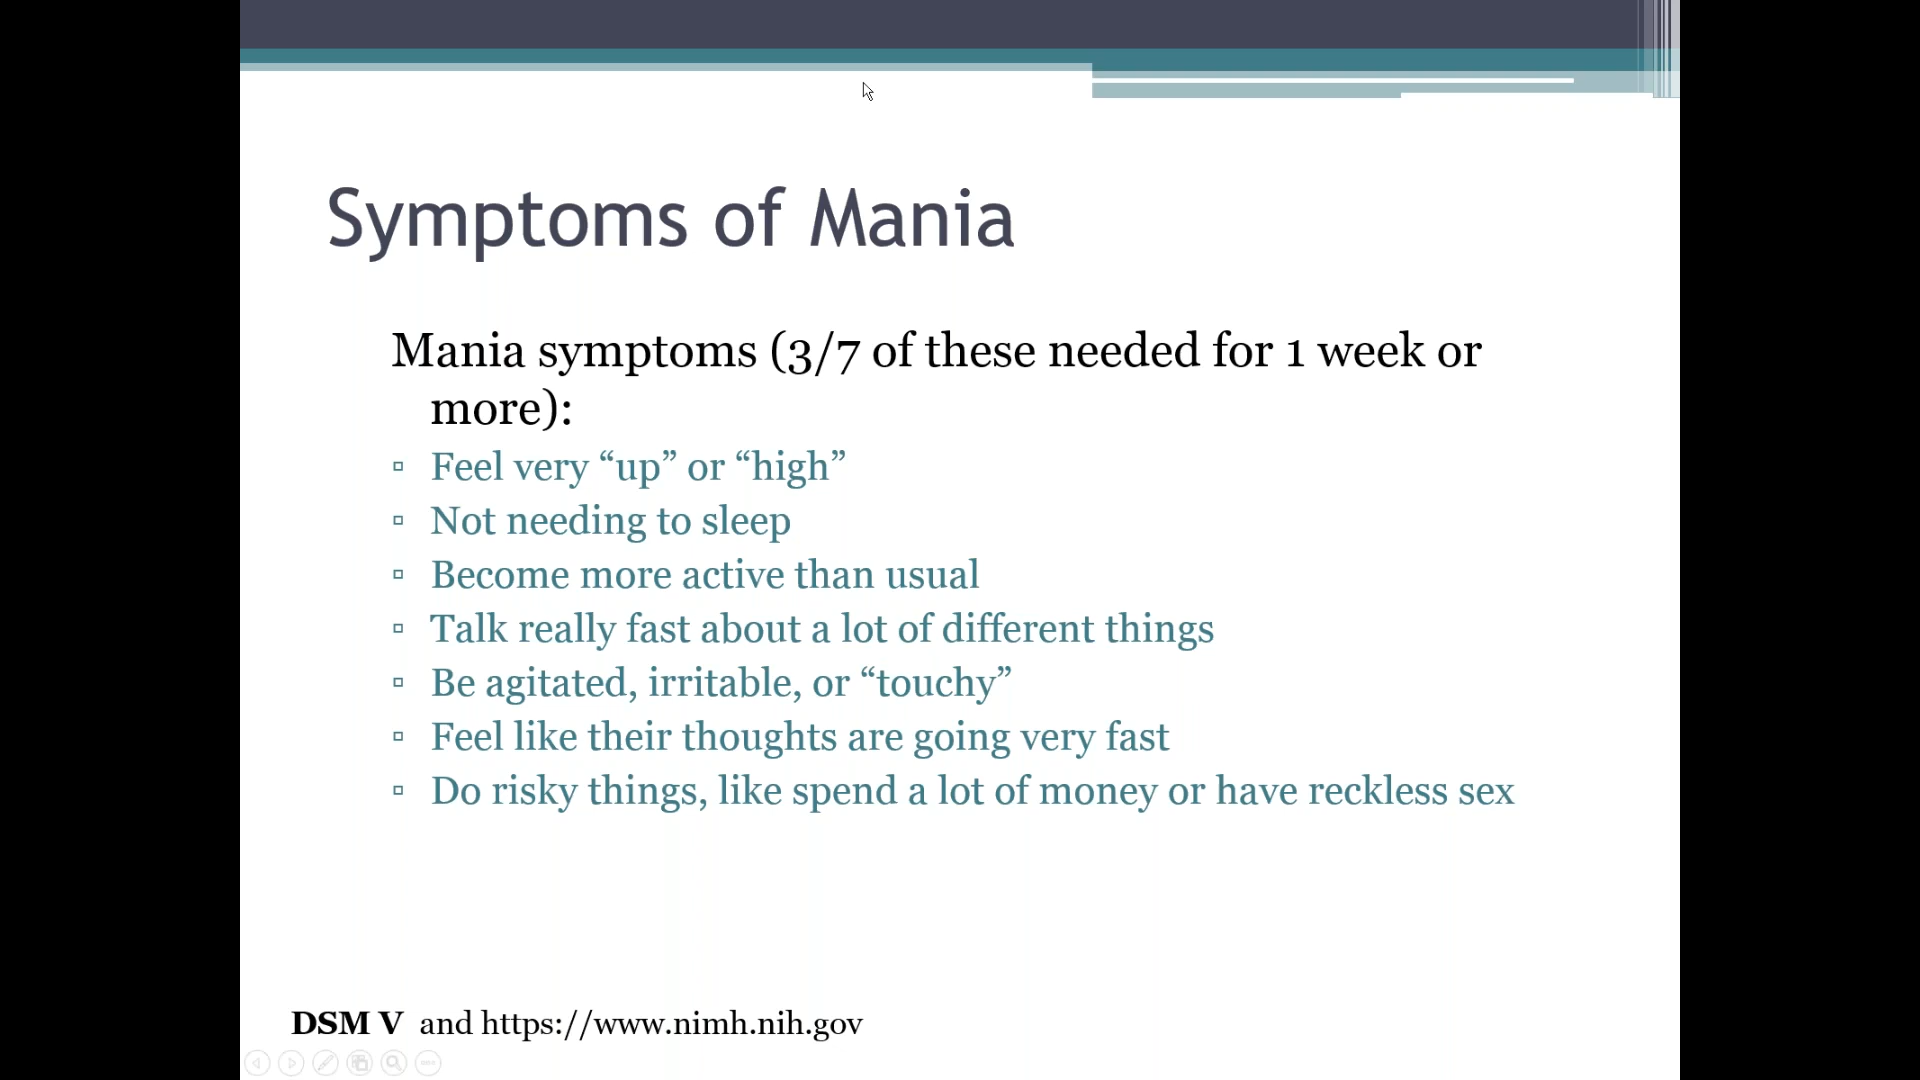 Symptoms of Mania
Mania symptoms (3/7 of these needed for 1 week or
more):
▫ Feel very “up” or “high”
▫ Not needing to sleep
▫ Become more active than usual
▫ Talk really fast about a lot of different things
▫ Be agitated, irritable, or “touchy”
▫ Feel like their thoughts are going very fast
▫ Do risky things, like spend a lot of money or have reckless sex
DSM V and https://www.nimh.nih.gov